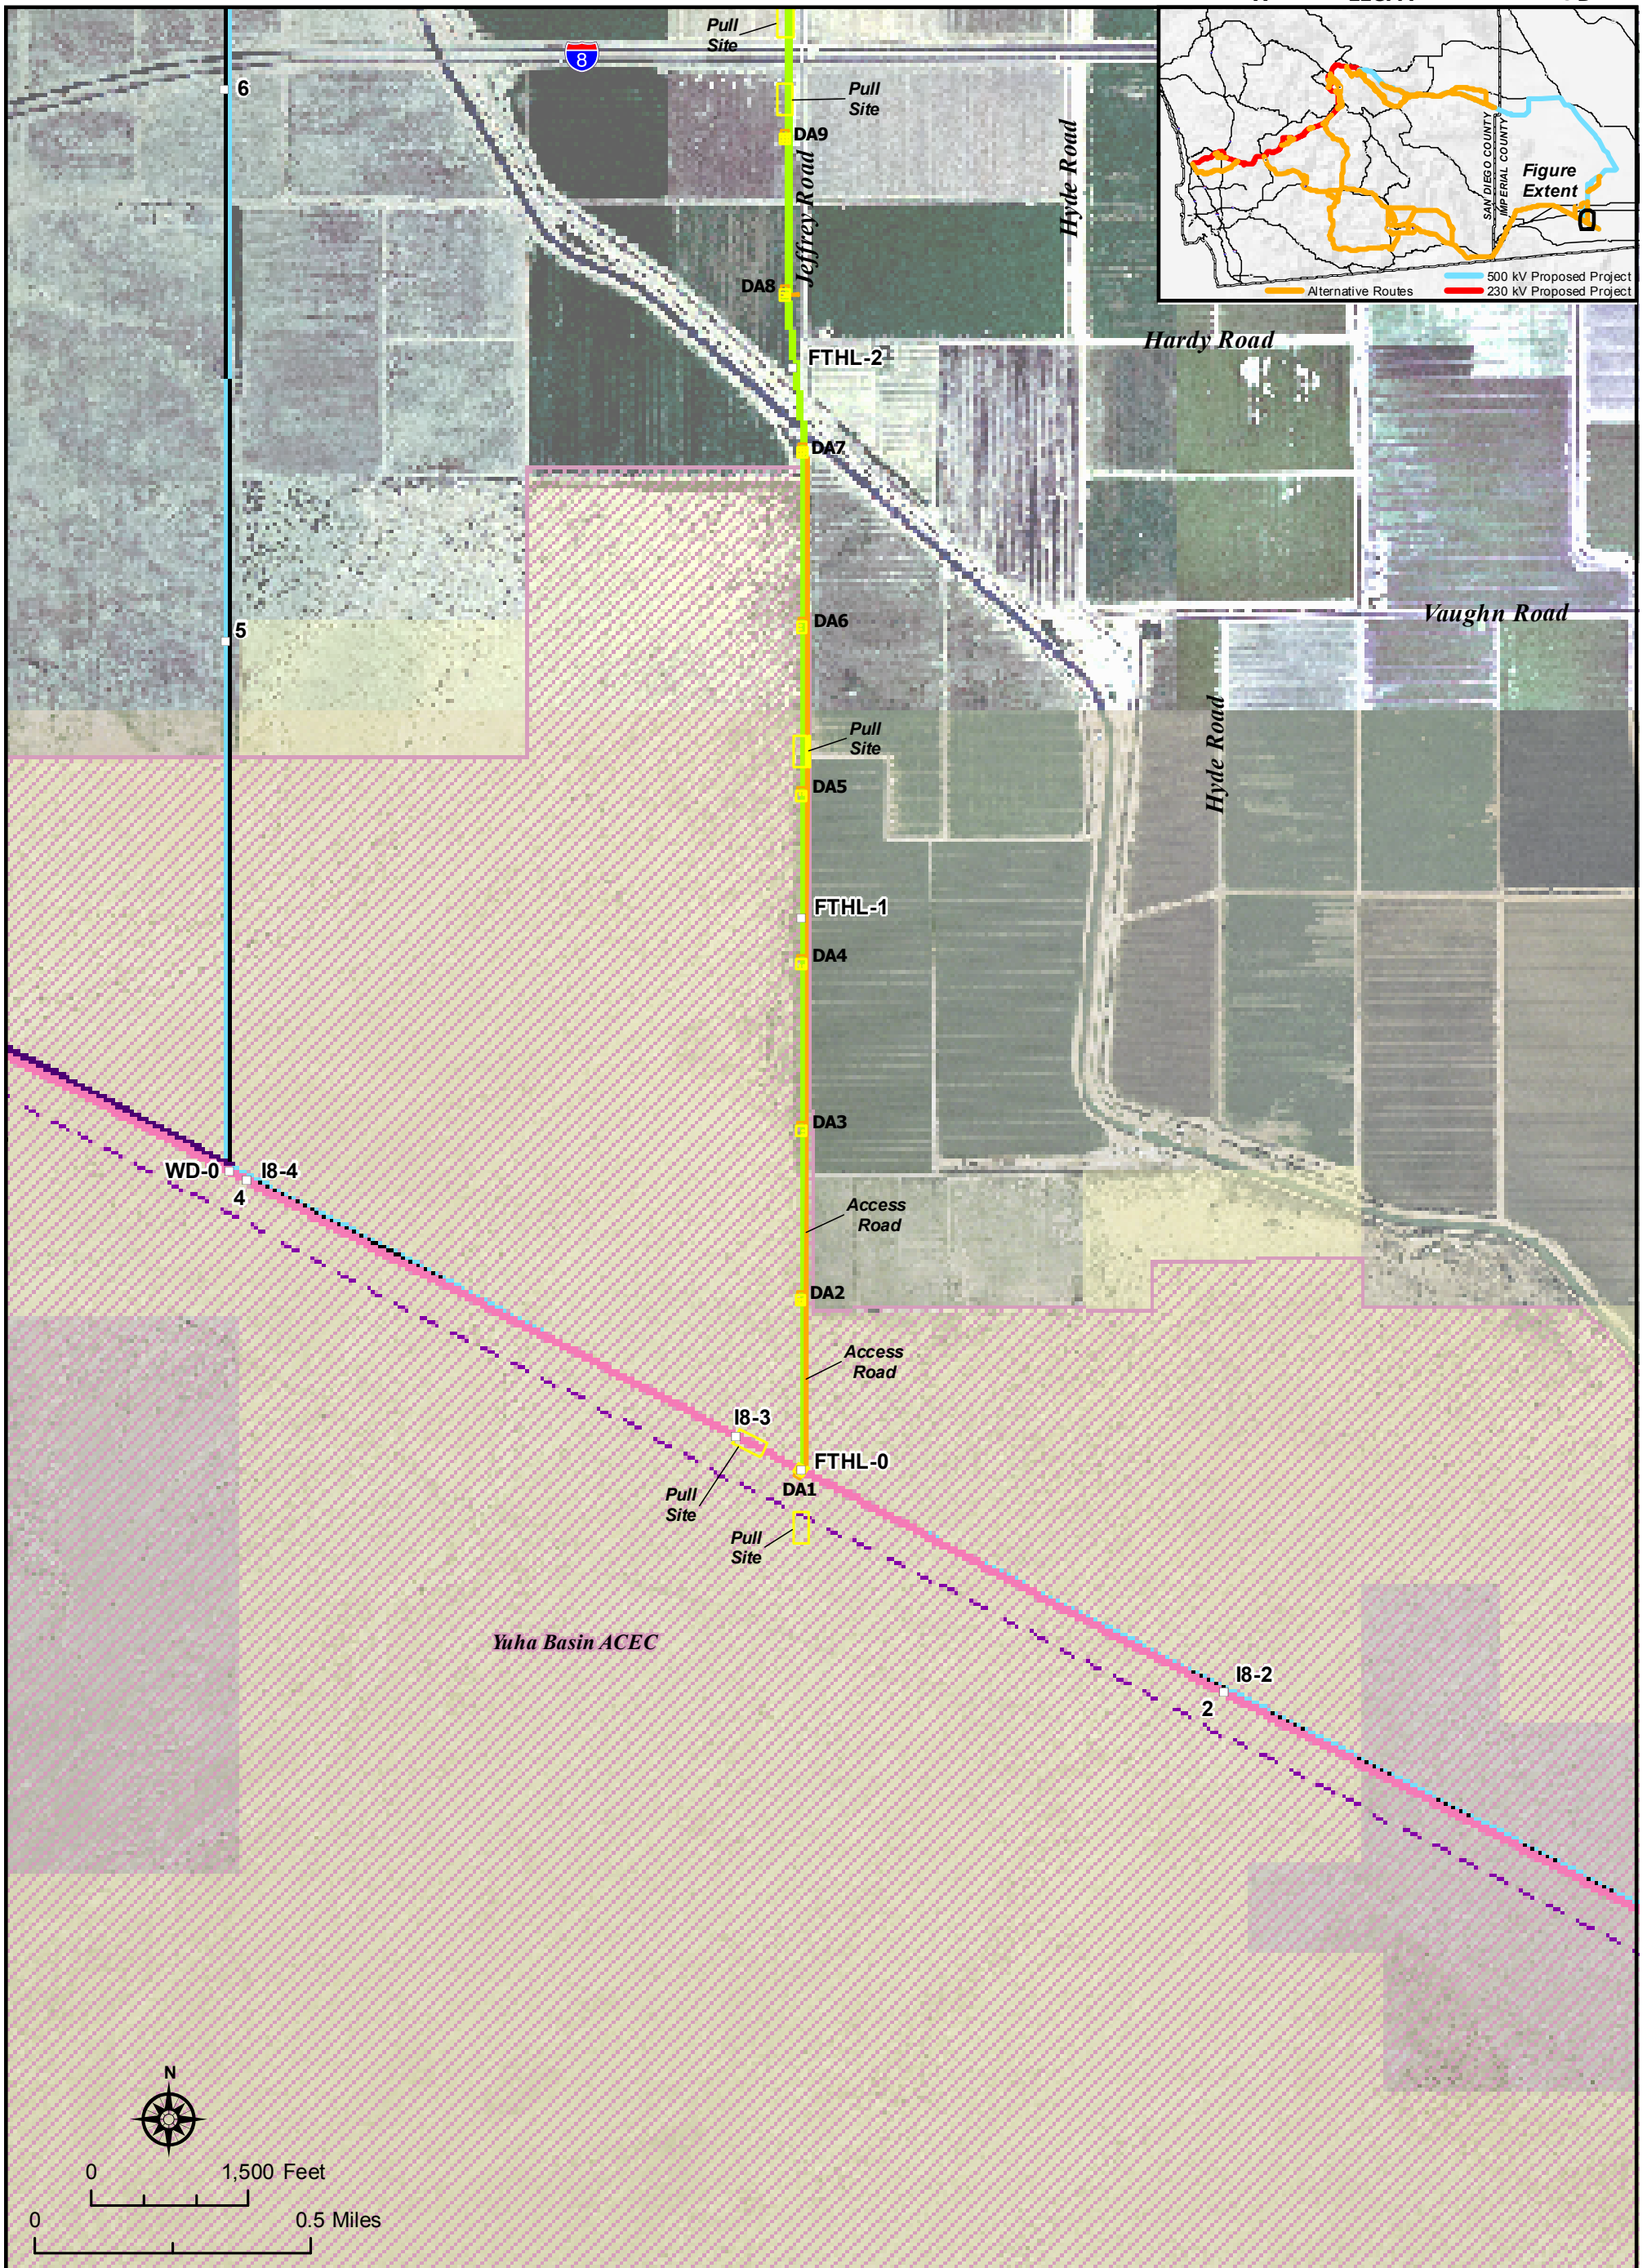 Pull
Site
8
6
Pull
Site
DA9
Jeffrey Road
Hyde Road
SAN DIEGO COUNTY
IMPERIAL COUNTY
Figure
Extent
500 kV Proposed Project
Alternative Routes
230 kV Proposed Project
DA8
Hardy Road
FTHL-2
DA7
Vaughn Road
DA6
5
Hyde Road
Pull
Site
DA5
FTHL-1
DA4
DA3
WD-0
I8-4
4
Access
Road
DA2
Access
Road
I8-3
FTHL-0
DA1
Pull
Site
Pull
Site
Yuha Basin ACEC
I8-2
2
N
0
1,500 Feet
0
0.5 Miles